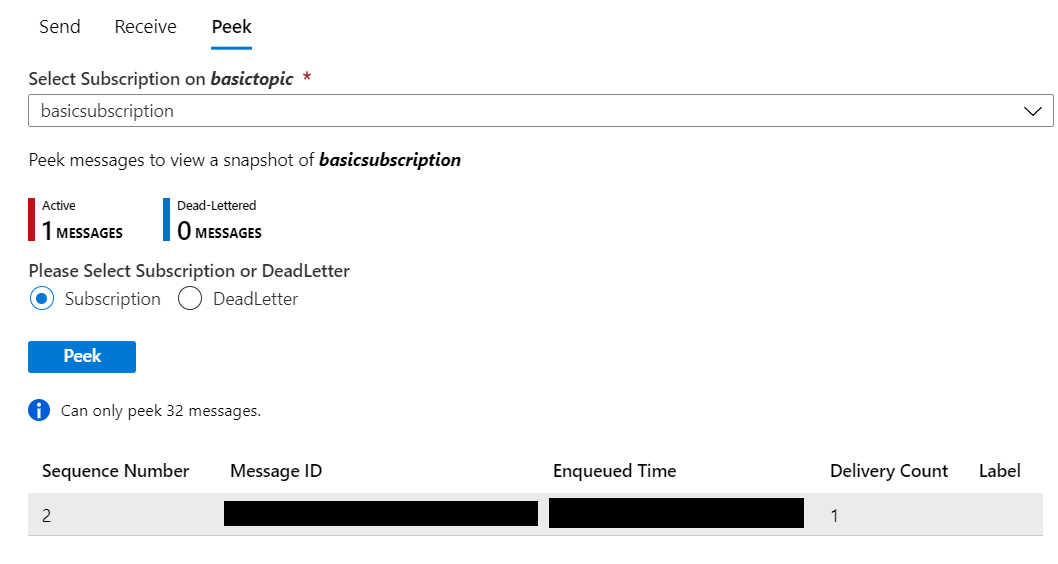 Send Receive Peek
Select Subscription on basictopic *
basicsubscription
Peek messages to view a snapshot of basicsubscription
Active Dead-Lettered
1 MESSAGES 0 MESSAGES
Please Select Subscription or DeadLetter
Subscription DeadLetter
Peek
Can only peek 32 messages.
Sequence Number Message ID Enqueued Time Delivery Count Label
2 1